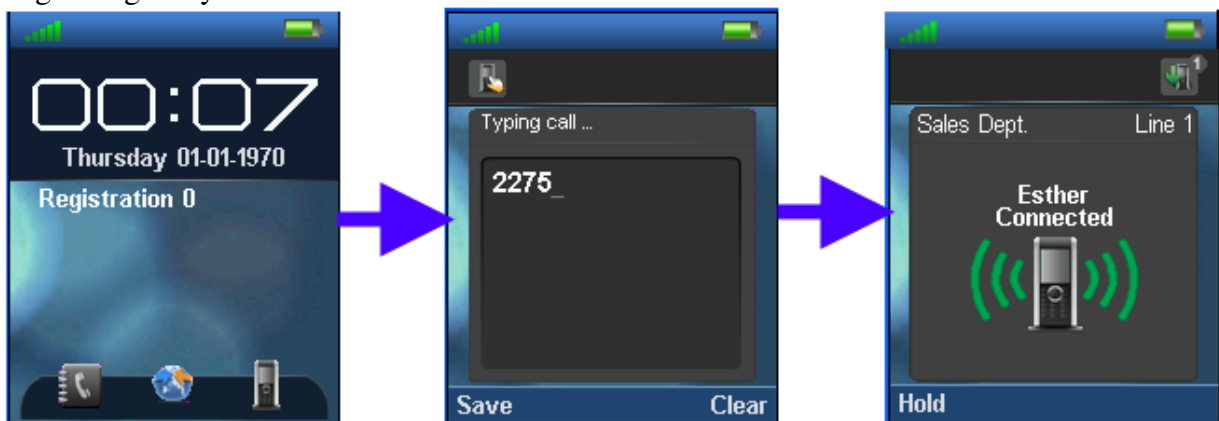 00:07
Thursday 01-01-1970
Registration 0
Typing call ...
2275_
Save Clear
1
Sales Dept. Line 1
Esther
Connected
Hold